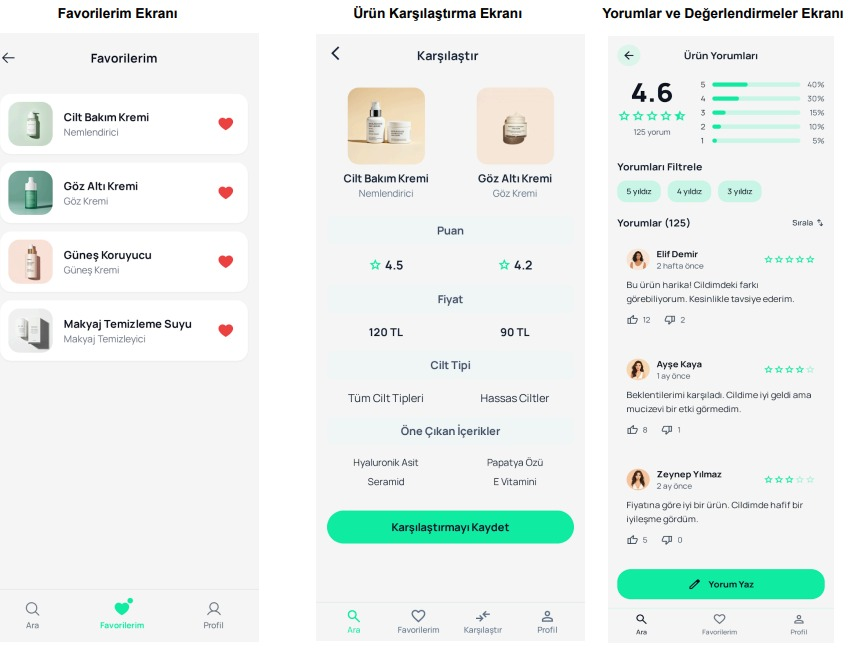 Favorilerim Ekranı
Favorilerim
Cilt Bakım Kremi
Nemlendirici
Göz Altı Kremi
Göz Kremi
Güneş Koruyucu
Güneş Kremi
Makyaj Temizleme Suyu
Makyaj Temizleyici
Ara
Favorilerim
Profil
Ürün Karşılaştırma Ekranı
Karşılaştır
Cilt Bakım Kremi
Nemlendirici
Göz Altı Kremi
Göz Kremi
Puan
4.5
4.2
Fiyat
120 TL
90 TL
Cilt Tipi
Tüm Cilt Tipleri
Hassas Ciltler
Öne Çıkan İçerikler
Hyaluronik Asit
Papatya Özü
Seramid
E Vitamini
Karşılaştırmayı Kaydet
Ara
Favorilerim
Karşılaştır
Profil
Yorumlar ve Değerlendirmeler Ekranı
Ürün Yorumları
4.6
125 yorum
5 40%
4 30%
3 15%
2 10%
1 5%
Yorumları Filtrele
5 yıldız
4 yıldız
3 yıldız
Yorumlar (125)
Sırala
Elif Demir
2 hafta önce
Bu ürün harika! Cildimdeki farkı
görebiliyorum. Kesinlikle tavsiye ederim.
12 2
Ayşe Kaya
1 ay önce
Beklentilerimi karşıladı. Cildime iyi geldi ama
mucizevi bir etki görmedim.
8 1
Zeynep Yılmaz
2 ay önce
Fiyatına göre iyi bir ürün. Cildimde hafif bir
iyileşme gördüm.
5 0
Yorum Yaz
Ara
Favorilerim
Profil